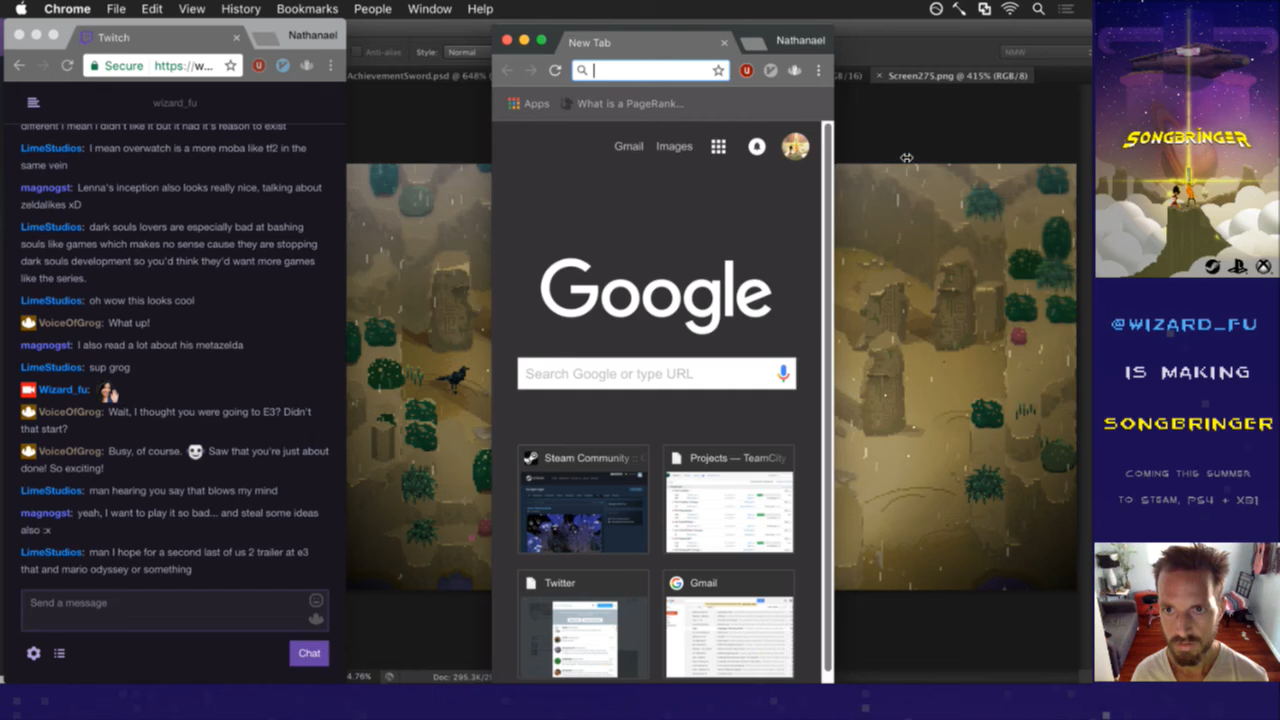 Chrome File Edit View History Bookmarks People Window Help
Twitch
Nathanael
Secure https://w...
wizard_fu
different i mean i didn't like it but it had it's reason to exist
LimeStudios: I mean overwatch is a more moba like tf2 in the
same vein
magnogst: Lenna's inception also looks really nice, talking about
zeldalikes xD
LimeStudios: dark souls lovers are especially bad at bashing
souls like games which makes no sense cause they are stopping
dark souls development so you'd think they'd want more games
like the series.
LimeStudios: oh wow this looks cool
VoiceOfGrog: What up!
magnogst: I also read a lot about his metazelda
LimeStudios: sup grog
Wizard_fu:
VoiceOfGrog: Wait, I thought you were going to E3? Didn't
that start?
VoiceOfGrog: Busy, of course. Saw that you're just about
done! So exciting!
LimeStudios: man hearing you say that blows my mind
magnogst: yeah, I want to play it so bad... and steal some ideas
also :x
LimeStudios: man I hope for a second last of us 2 trailer at e3
that and mario odyssey or something
Send a message
Chat
Anti-alias Style: Normal
AchievementSword.psd @ 648% (
/16) × Screen275.png @ 415% (RGB/8)
New Tab
Nathanael
Apps What is a PageRank...
Gmail Images
Google
Search Google or type URL
Steam Community :: G
Projects — TeamCity
Twitter
Gmail
4.76% Doc: 295.3K/2
SONGBRINGER
@WIZARD_FU
IS MAKING
SONGBRINGER
COMING THIS SUMMER
TO STEAM, PS4 + XB1